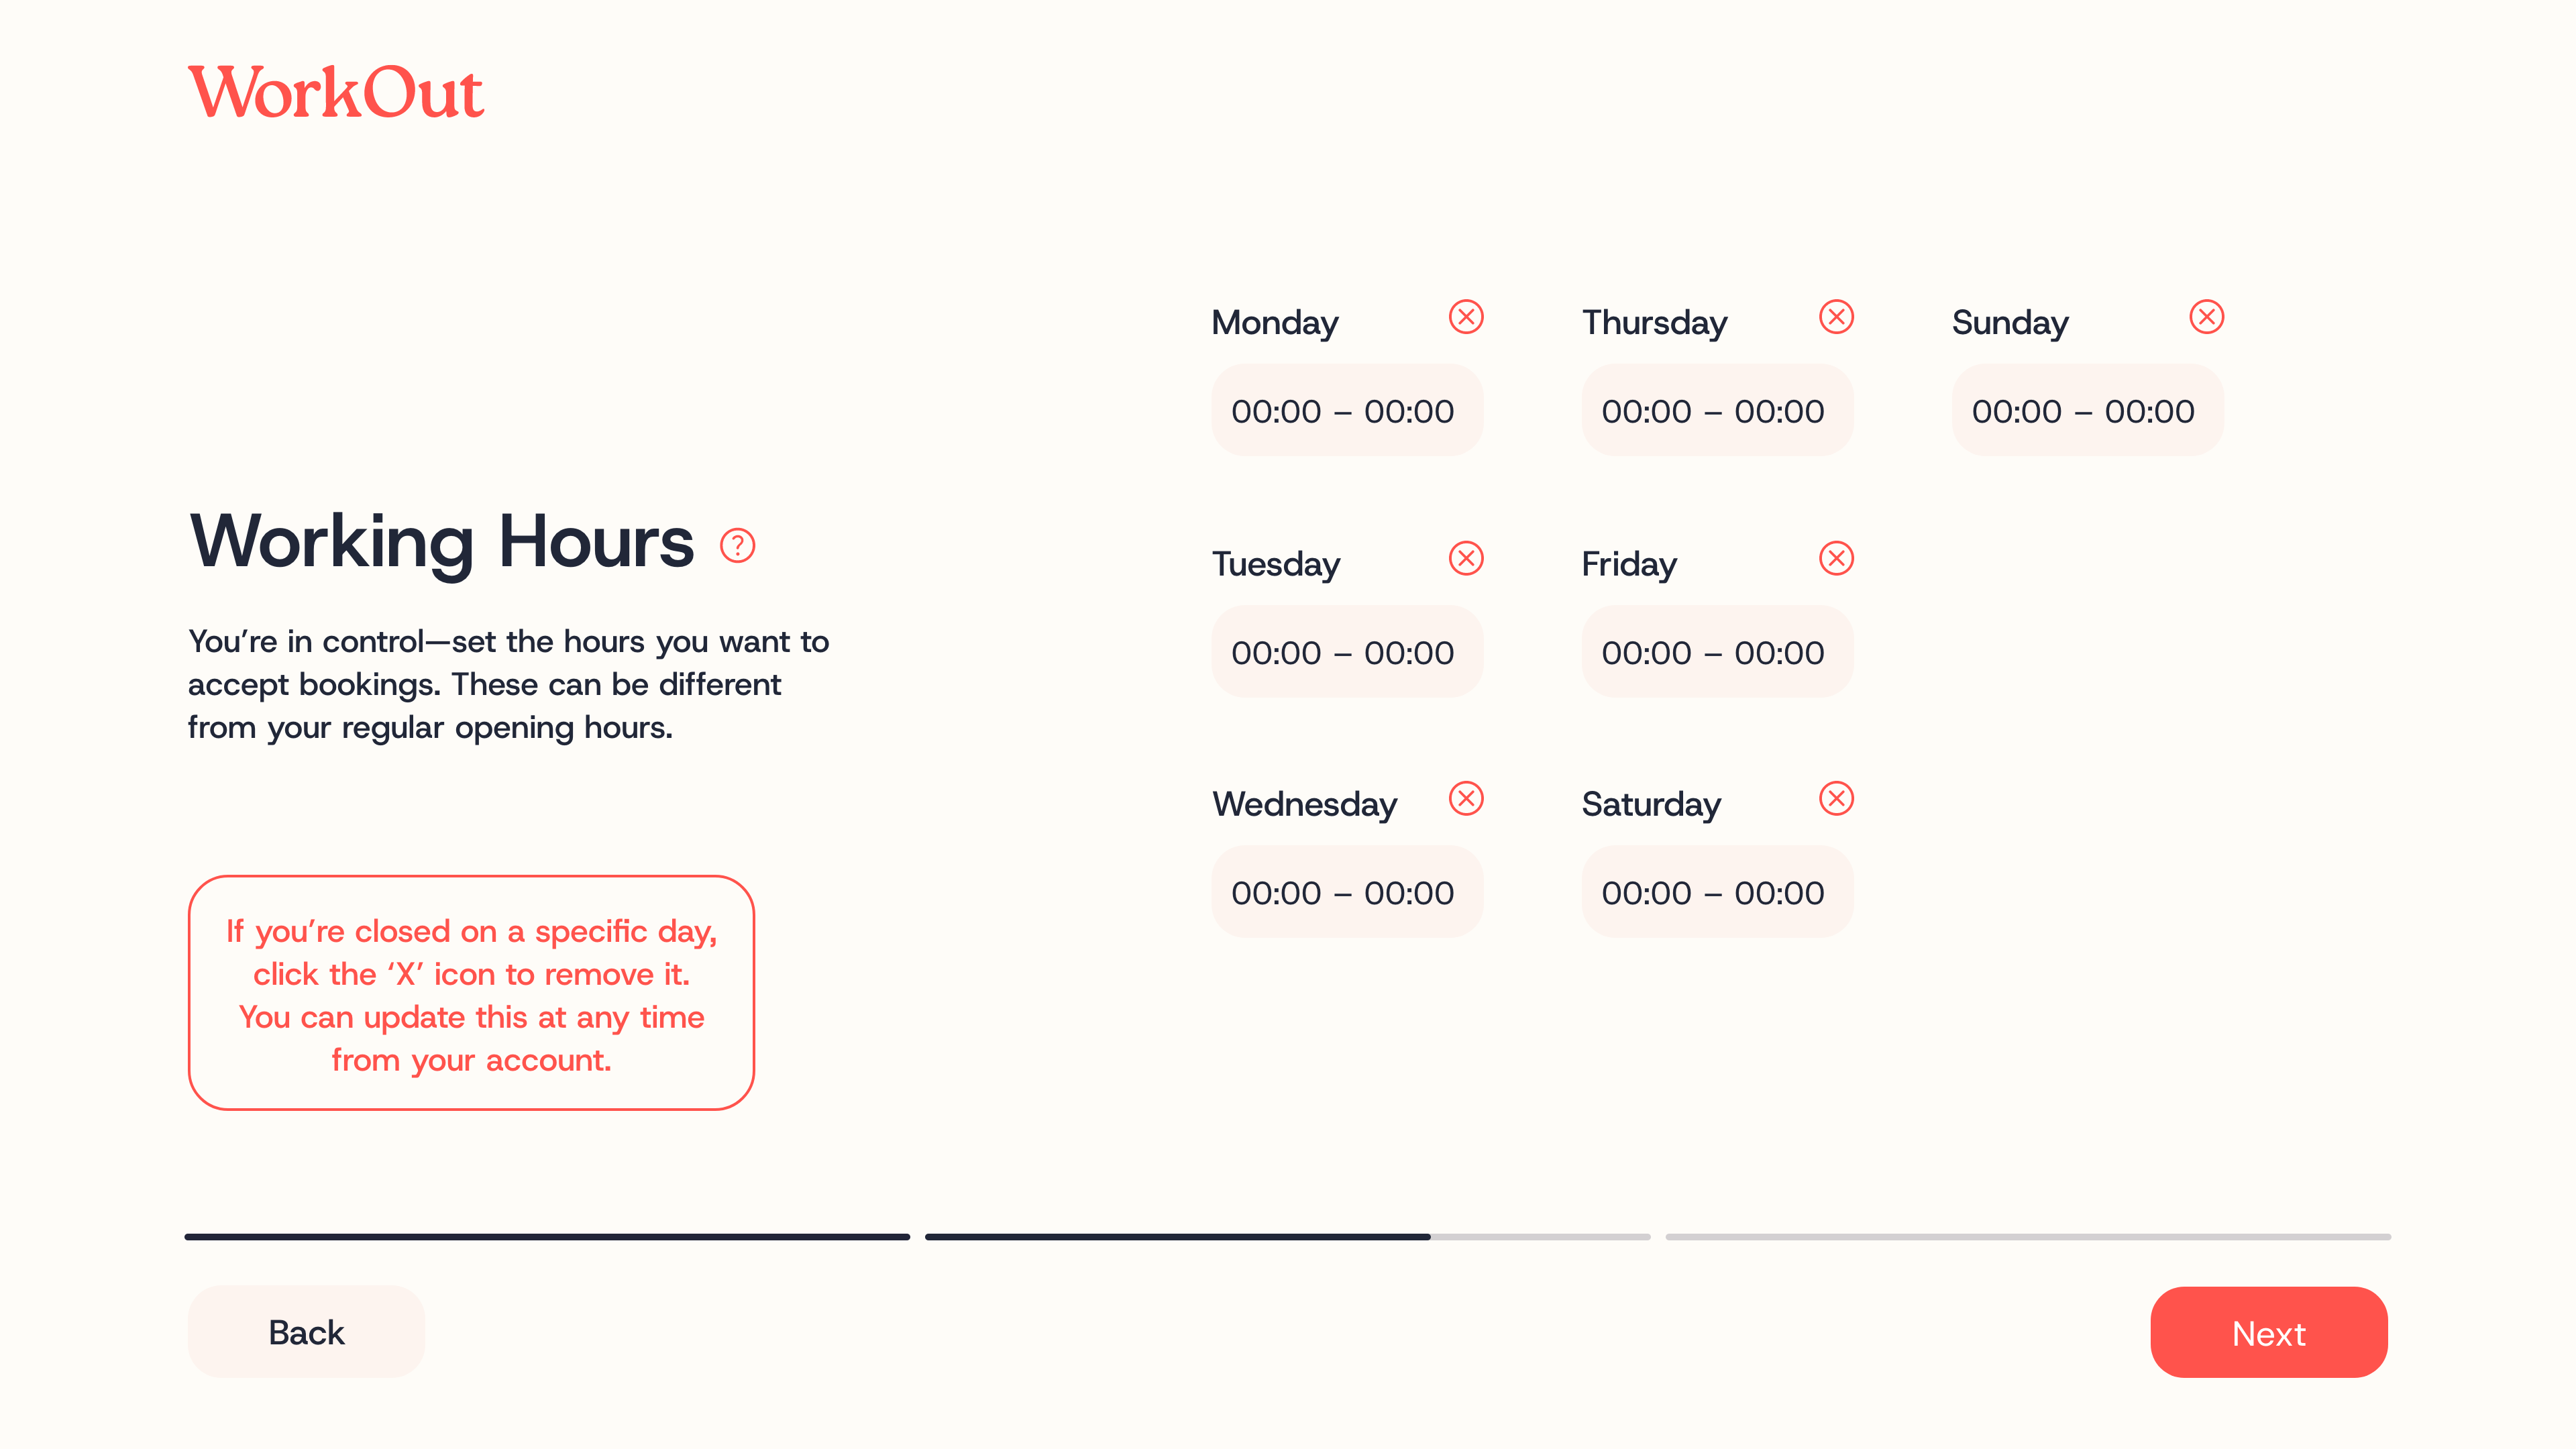 WorkOut
Working Hours ?
You’re in control—set the hours you want to
accept bookings. These can be different
from your regular opening hours.
If you’re closed on a specific day,
click the ‘X’ icon to remove it.
You can update this at any time
from your account.
Monday
00:00 – 00:00
Tuesday
00:00 – 00:00
Wednesday
00:00 – 00:00
Thursday
00:00 – 00:00
Friday
00:00 – 00:00
Saturday
00:00 – 00:00
Sunday
00:00 – 00:00
Back
Next